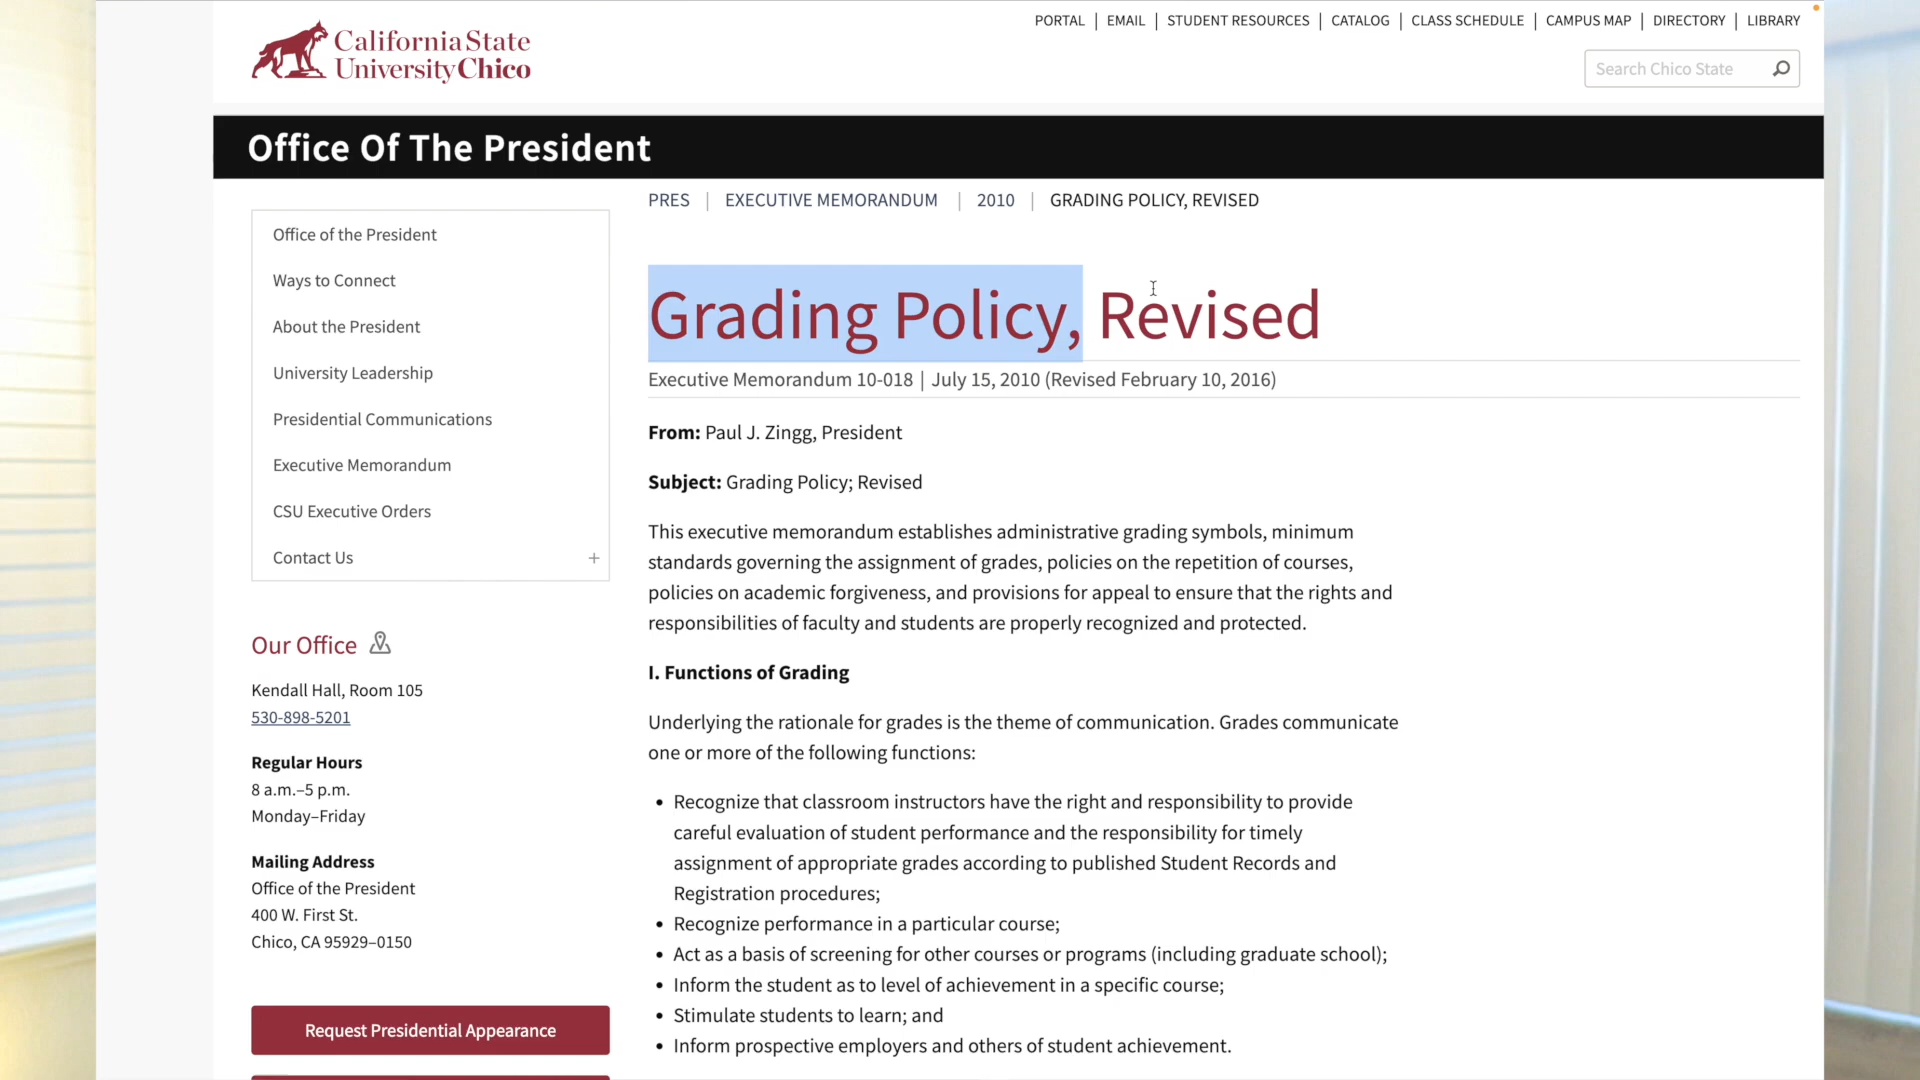 California State
University Chico
PORTAL | EMAIL | STUDENT RESOURCES | CATALOG | CLASS SCHEDULE | CAMPUS MAP | DIRECTORY | LIBRARY
Search Chico State
Office Of The President
PRES | EXECUTIVE MEMORANDUM | 2010 | GRADING POLICY, REVISED
Office of the President
Ways to Connect
About the President
University Leadership
Presidential Communications
Executive Memorandum
CSU Executive Orders
Contact Us +
Our Office
Kendall Hall, Room 105
530-898-5201
Regular Hours
8 a.m.–5 p.m.
Monday–Friday
Mailing Address
Office of the President
400 W. First St.
Chico, CA 95929–0150
Request Presidential Appearance
Grading Policy, Revised
Executive Memorandum 10-018 | July 15, 2010 (Revised February 10, 2016)
From: Paul J. Zingg, President
Subject: Grading Policy; Revised
This executive memorandum establishes administrative grading symbols, minimum
standards governing the assignment of grades, policies on the repetition of courses,
policies on academic forgiveness, and provisions for appeal to ensure that the rights and
responsibilities of faculty and students are properly recognized and protected.
I. Functions of Grading
Underlying the rationale for grades is the theme of communication. Grades communicate
one or more of the following functions:
• Recognize that classroom instructors have the right and responsibility to provide
careful evaluation of student performance and the responsibility for timely
assignment of appropriate grades according to published Student Records and
Registration procedures;
• Recognize performance in a particular course;
• Act as a basis of screening for other courses or programs (including graduate school);
• Inform the student as to level of achievement in a specific course;
• Stimulate students to learn; and
• Inform prospective employers and others of student achievement.